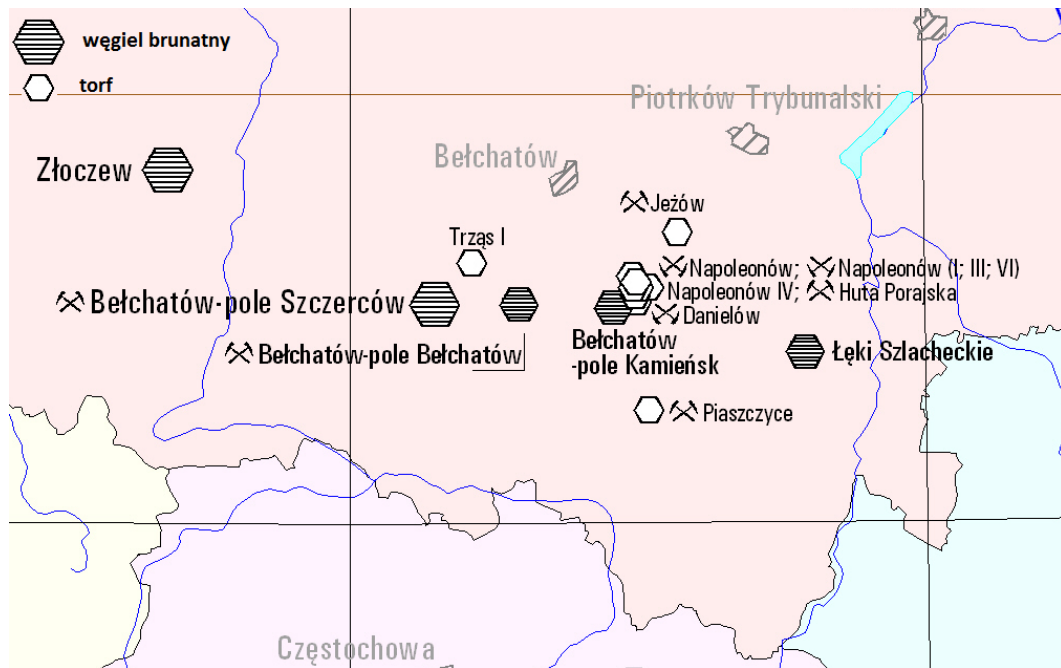 węgiel brunatny
torf
Piotrków Trybunalski
Bełchatów
Złoczew
Jeżów
Trząs I
Napoleonów; Napoleonów (I; III; VI)
Napoleonów IV; Huta Porajska
Bełchatów-pole Szczerców
Danielów
Bełchatów
-pole Kamieńsk
Bełchatów-pole Bełchatów
Łęki Szlacheckie
Piaszczyce
Częstochowa